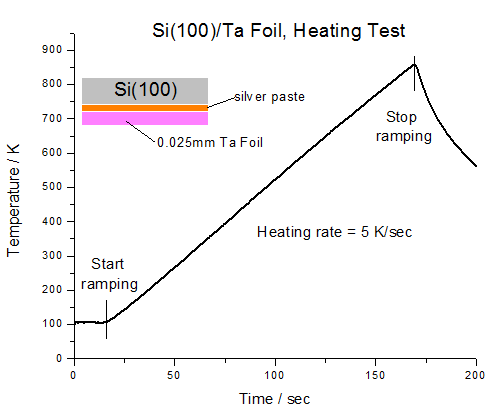 Si(100)/Ta Foil, Heating Test
900
800
700
600
500
400
300
200
100
0
Temperature / K
Si(100)
silver paste
0.025mm Ta Foil
Stop
ramping
Heating rate = 5 K/sec
Start
ramping
0
50
100
150
200
Time / sec